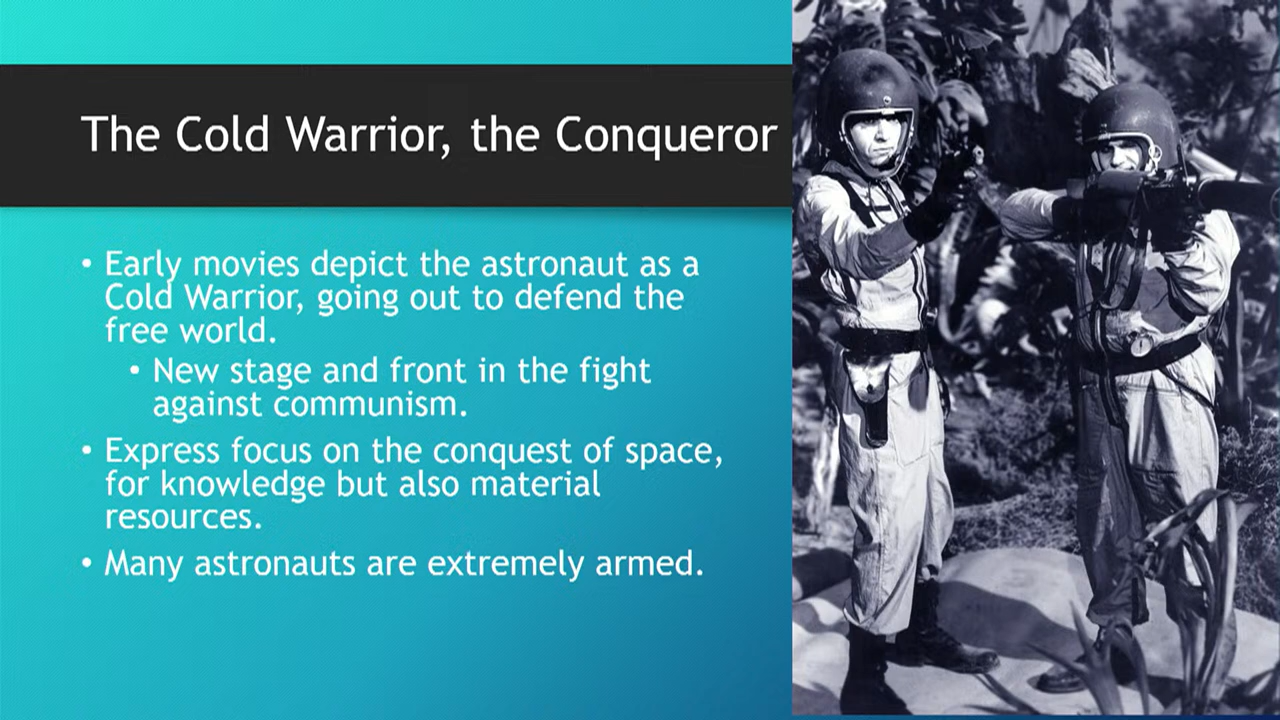 The Cold Warrior, the Conqueror
• Early movies depict the astronaut as a
Cold Warrior, going out to defend the
free world.
• New stage and front in the fight
against communism.
• Express focus on the conquest of space,
for knowledge but also material
resources.
• Many astronauts are extremely armed.